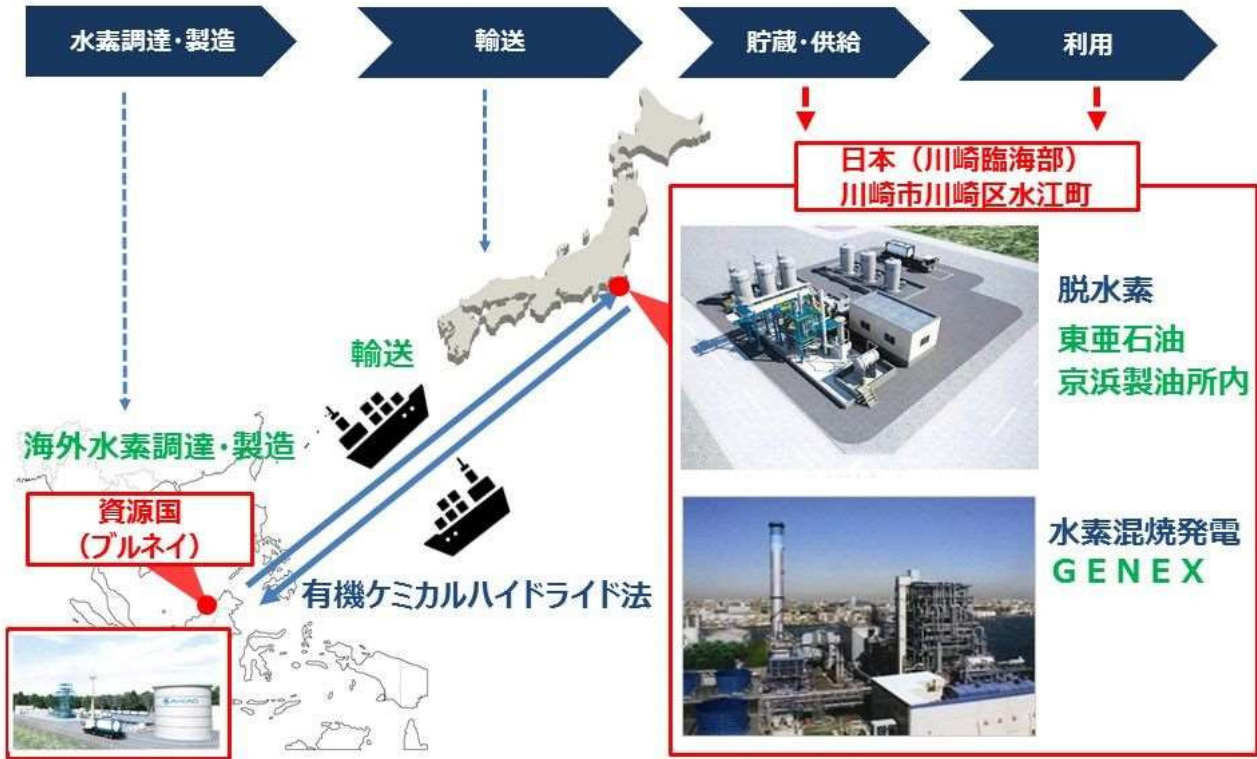 水素調達・製造
輸送
貯蔵・供給
利用
日本（川崎臨海部）
川崎市川崎区水江町
脱水素
東亜石油
京浜製油所内
輸送
海外水素調達・製造
資源国
（ブルネイ）
有機ケミカルハイドライド法
水素混焼発電
ＧＥＮＥＸ